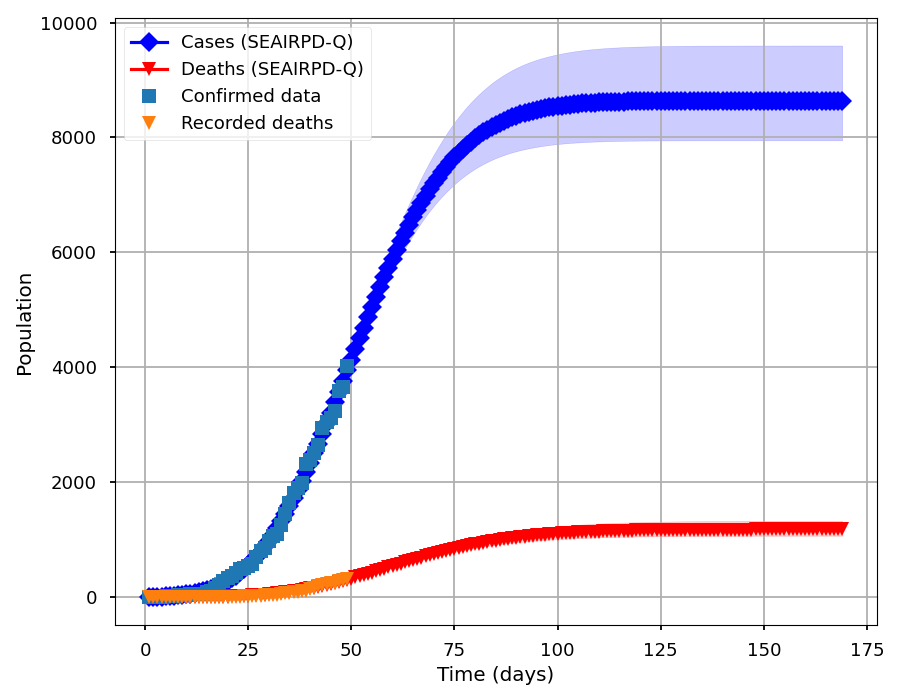 10000
8000
6000
4000
2000
0
Population
Cases (SEAIRPD-Q)
Deaths (SEAIRPD-Q)
Confirmed data
Recorded deaths
0 25 50 75 100 125 150 175
Time (days)